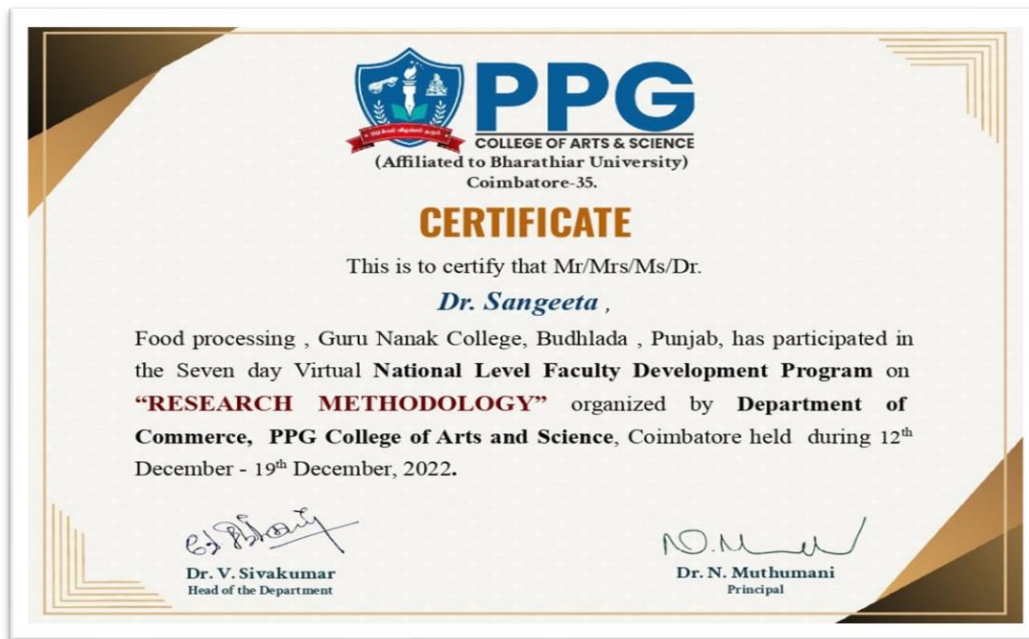 PPG
COLLEGE OF ARTS & SCIENCE
(Affiliated to Bharathiar University)
Coimbatore-35.
CERTIFICATE
This is to certify that Mr/Mrs/Ms/Dr.
Dr. Sangeeta ,
Food processing , Guru Nanak College, Budhlada , Punjab, has participated in
the Seven day Virtual National Level Faculty Development Program on
“RESEARCH METHODOLOGY” organized by Department of
Commerce, PPG College of Arts and Science, Coimbatore held during 12th
December - 19th December, 2022.
Dr. V. Sivakumar
Head of the Department
N.M
Dr. N. Muthumani
Principal